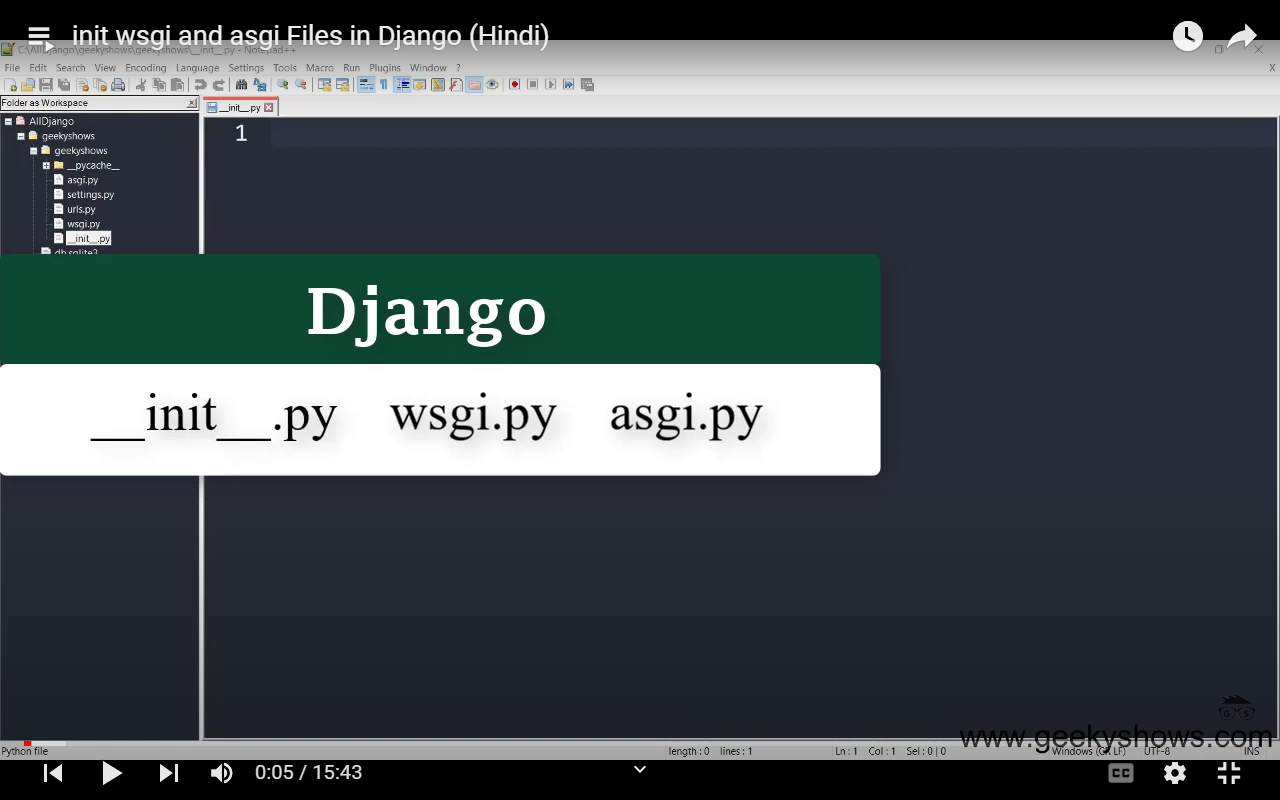 init wsgi and asgi Files in Django (Hindi)
C:\AllDjango\geekyshows\geekyshows\__init__.py - Notepad++
File Edit Search View Encoding Language Settings Tools Macro Run Plugins Window ? X
Folder as Workspace
__init__.py
AllDjango
1
geekyshows
geekyshows
__pycache__
asgi.py
settings.py
urls.py
wsgi.py
__init__.py
db.sqlite3
Django
__init__.py wsgi.py asgi.py
GS
www.geekyshows.com
Python file length : 0 lines : 1 Ln : 1 Col : 1 Sel : 0 | 0 Windows (CR LF) UTF-8 INS
0:05 / 15:43 CC